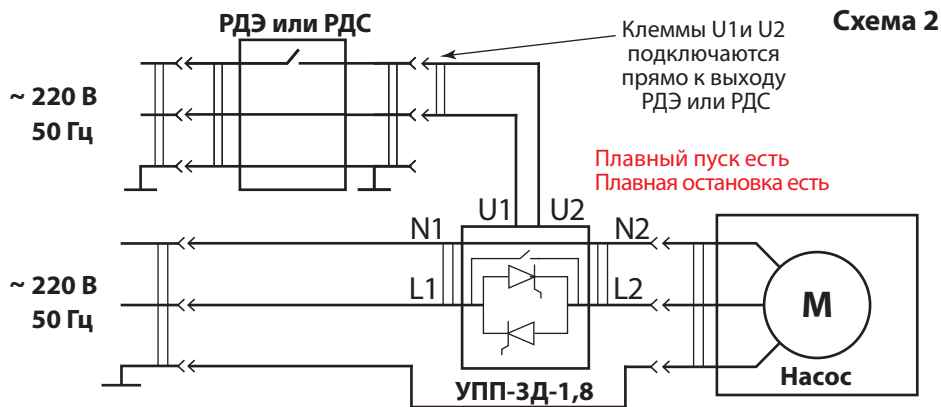 РДЭ или РДС
Схема 2
Клеммы U1и U2
подключаются
прямо к выходу
РДЭ или РДС
~ 220 В
50 Гц
Плавный пуск есть
Плавная остановка есть
U1 U2
N1 N2
L1 L2
~ 220 В
50 Гц
М
Насос
УПП-3Д-1,8